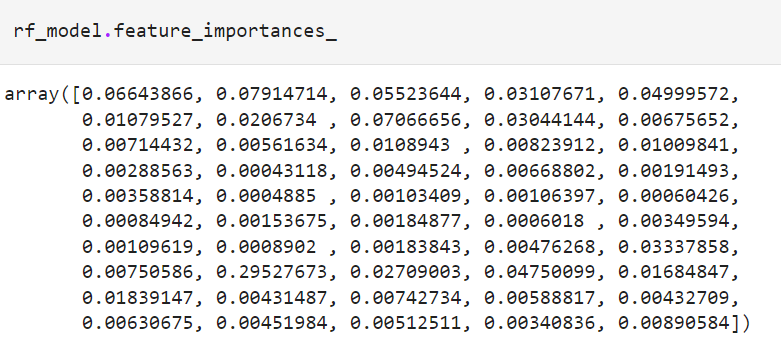 rf_model.feature_importances_
array([0.06643866, 0.07914714, 0.05523644, 0.03107671, 0.04999572,
0.01079527, 0.0206734 , 0.07066656, 0.03044144, 0.00675652,
0.00714432, 0.00561634, 0.0108943 , 0.00823912, 0.01009841,
0.00288563, 0.00043118, 0.00494524, 0.00668802, 0.00191493,
0.00358814, 0.0004885 , 0.00103409, 0.00106397, 0.00060426,
0.00084942, 0.00153675, 0.00184877, 0.0006018 , 0.00349594,
0.00109619, 0.0008902 , 0.00183843, 0.00476268, 0.03337858,
0.00750586, 0.29527673, 0.02709003, 0.04750099, 0.01684847,
0.01839147, 0.00431487, 0.00742734, 0.00588817, 0.00432709,
0.00630675, 0.00451984, 0.00512511, 0.00340836, 0.00890584])